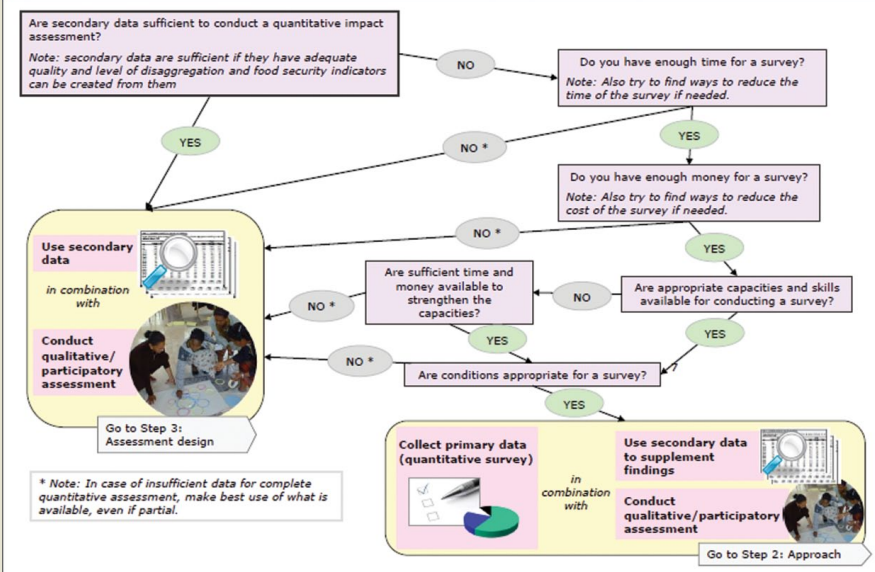 Are secondary data sufficient to conduct a quantitative impact
assessment?
Note: secondary data are sufficient if they have adequate
quality and level of disaggregation and food security indicators
can be created from them
NO
Do you have enough time for a survey?
Note: Also try to find ways to reduce the
time of the survey if needed.
YES
NO *
YES
Do you have enough money for a survey?
Note: Also try to find ways to reduce the
cost of the survey if needed.
NO *
YES
Use secondary
data
in combination
with
Conduct
qualitative/
participatory
assessment
Go to Step 3:
Assessment design
Are sufficient time and
money available to
strengthen the
capacities?
NO
Are appropriate capacities and skills
available for conducting a survey?
NO *
YES
YES
NO *
Are conditions appropriate for a survey?
YES
* Note: In case of insufficient data for complete
quantitative assessment, make best use of what is
available, even if partial.
Collect primary data
(quantitative survey)
in
combination
with
Use secondary data
to supplement
findings
Conduct
qualitative/participatory
assessment
Go to Step 2: Approach